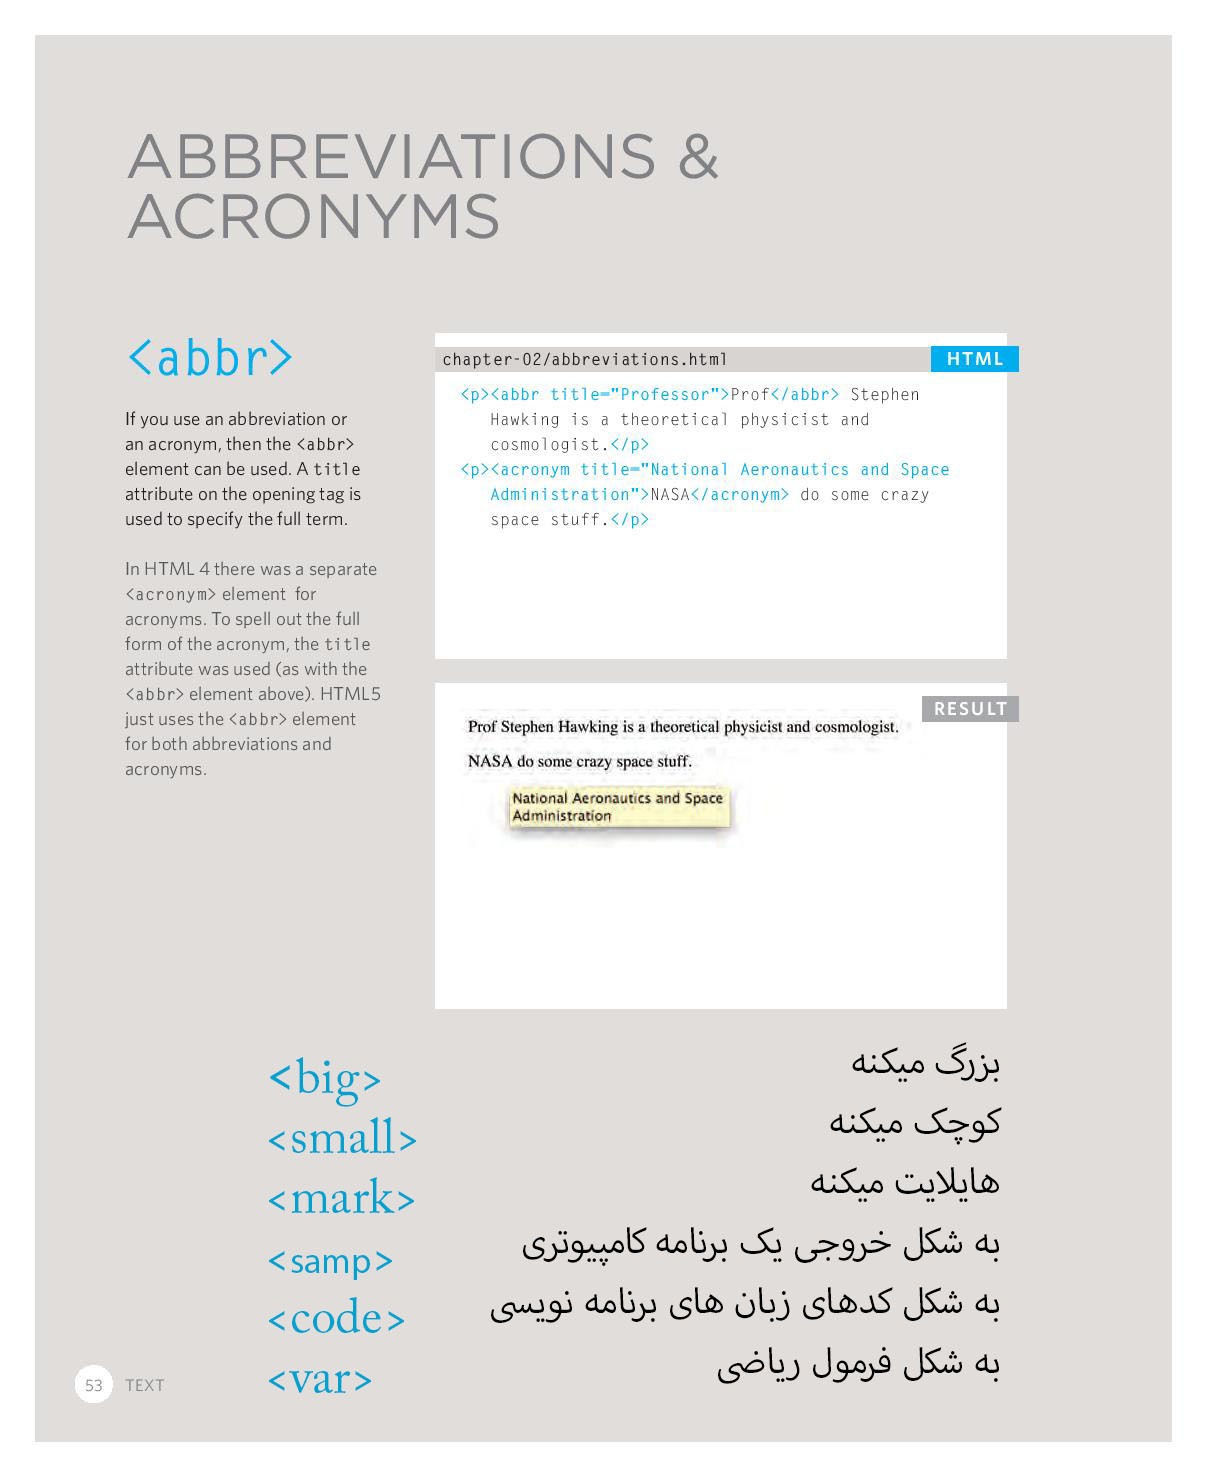 ABBREVIATIONS &
ACRONYMS
<abbr>
If you use an abbreviation or
an acronym, then the <abbr>
element can be used. A title
attribute on the opening tag is
used to specify the full term.
In HTML 4 there was a separate
<acronym> element for
acronyms. To spell out the full
form of the acronym, the title
attribute was used (as with the
<abbr> element above). HTML5
just uses the <abbr> element
for both abbreviations and
acronyms.
chapter-02/abbreviations.html HTML
<p><abbr title="Professor">Prof</abbr> Stephen
Hawking is a theoretical physicist and
cosmologist.</p>
<p><acronym title="National Aeronautics and Space
Administration">NASA</acronym> do some crazy
space stuff.</p>
RESULT
Prof Stephen Hawking is a theoretical physicist and cosmologist.
NASA do some crazy space stuff.
National Aeronautics and Space
Administration
<big> بزرگ میکنه
<small> کوچک میکنه
<mark> هایلایت میکنه
<samp> به شکل خروجی یک برنامه کامپیوتری
<code> به شکل کدهای زبان های برنامه نویسی
<var> به شکل فرمول ریاضی
53 TEXT